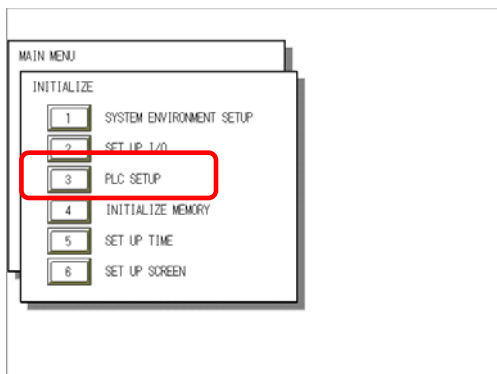 MAIN MENU
INITIALIZE
1 SYSTEM ENVIRONMENT SETUP
2 SET UP I/O
3 PLC SETUP
4 INITIALIZE MEMORY
5 SET UP TIME
6 SET UP SCREEN